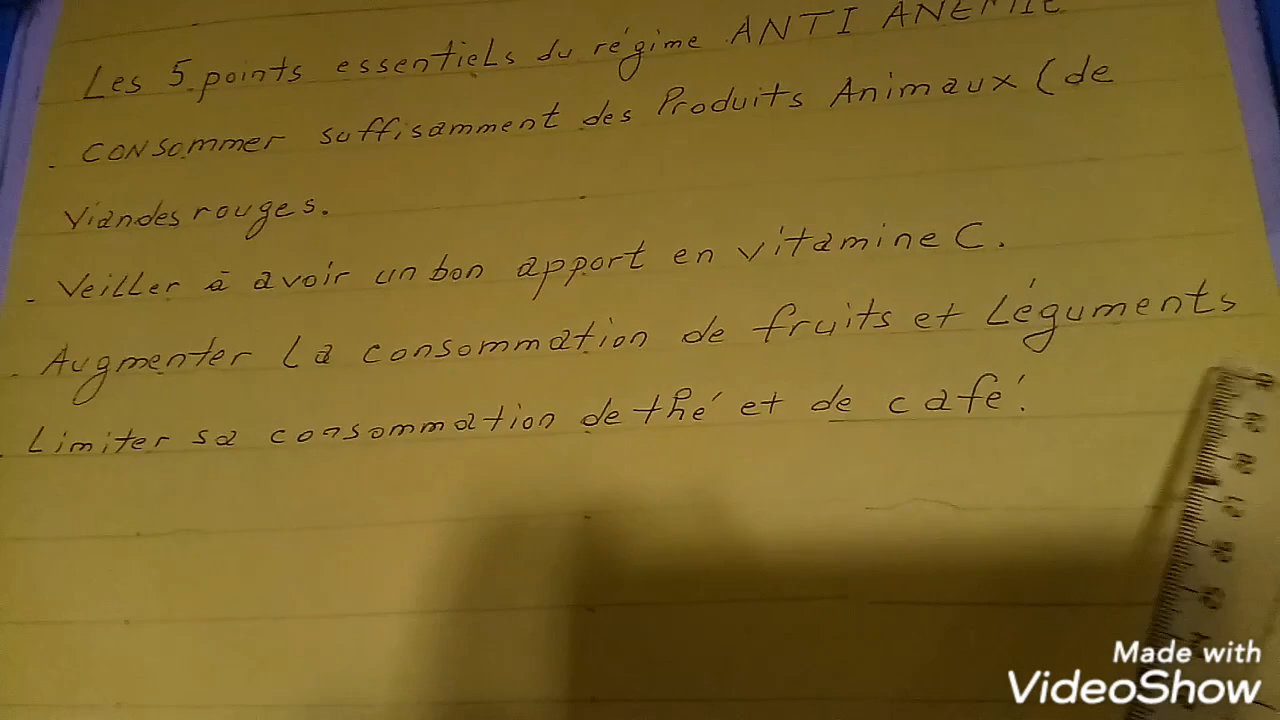 Les 5 points essentiels du régime ANTI ANEMIE
. CONSOMMER suffisamment des Produits Animaux (de
Viandes rouges.
- Veiller à avoir un bon apport en vitamine C.
. Augmenter La consommation de fruits et Léguments
. Limiter sa consommation de thé et de café.
Made with
VideoShow